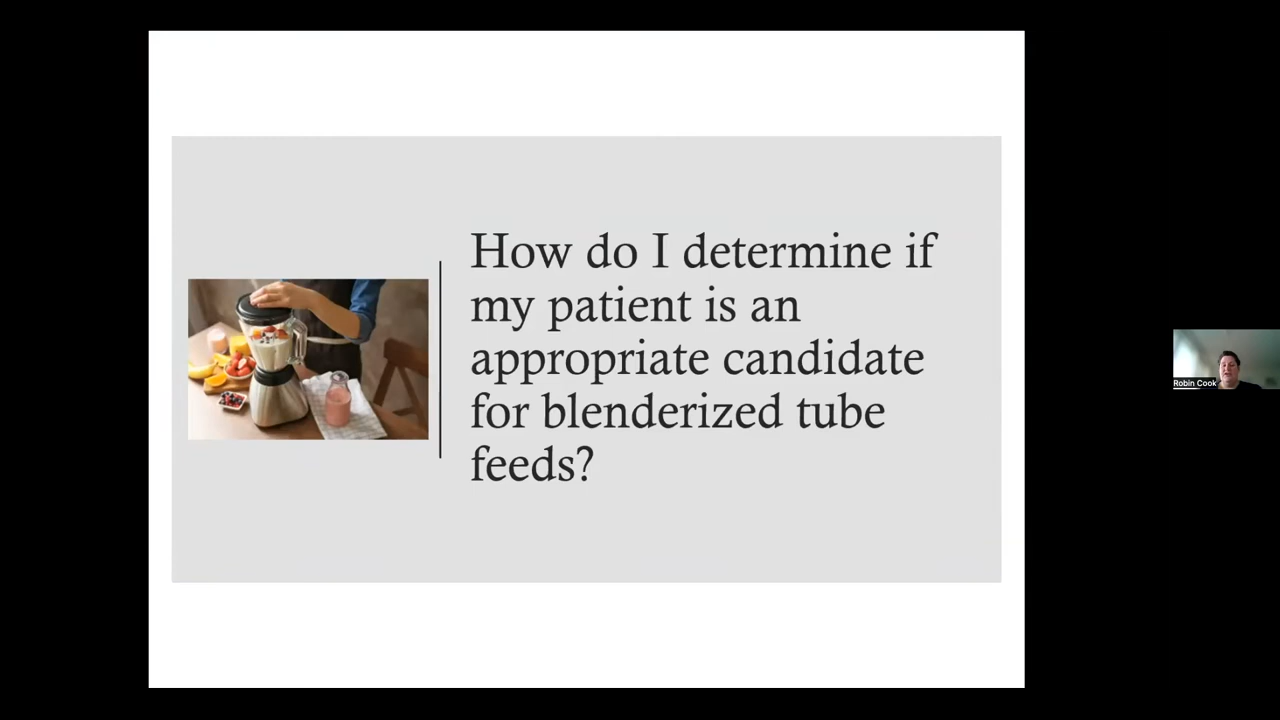 How do I determine if
my patient is an
appropriate candidate
for blenderized tube
feeds?
Robin Cook